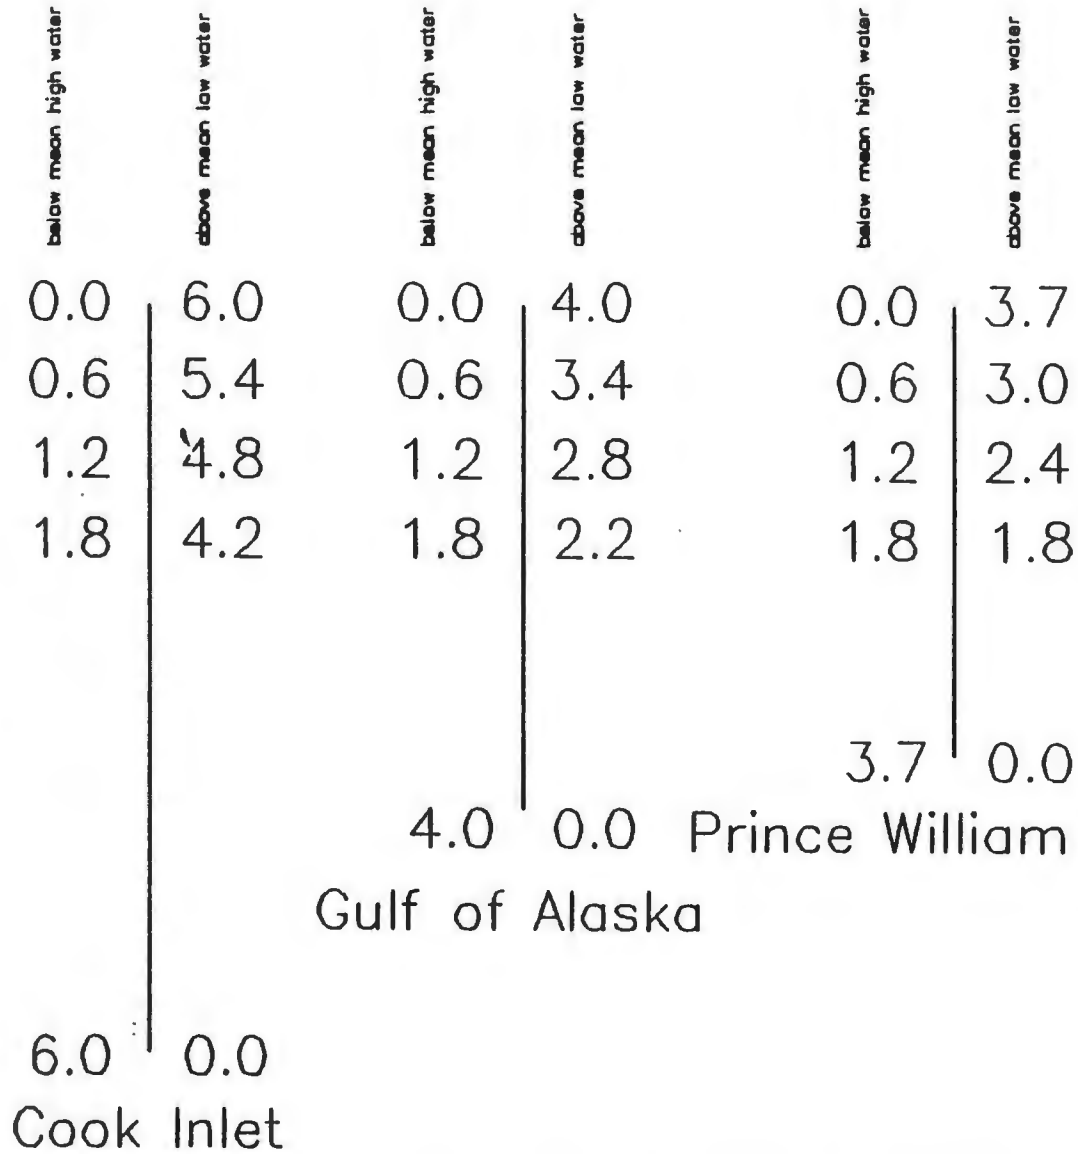 below mean high water above mean low water below mean high water above mean low water below mean high water above mean low water
0.0 6.0 0.0 4.0 0.0 3.7
0.6 5.4 0.6 3.4 0.6 3.0
1.2 4.8 1.2 2.8 1.2 2.4
1.8 4.2 1.8 2.2 1.8 1.8
3.7 0.0
4.0 0.0 Prince William
Gulf of Alaska
6.0 0.0
Cook Inlet